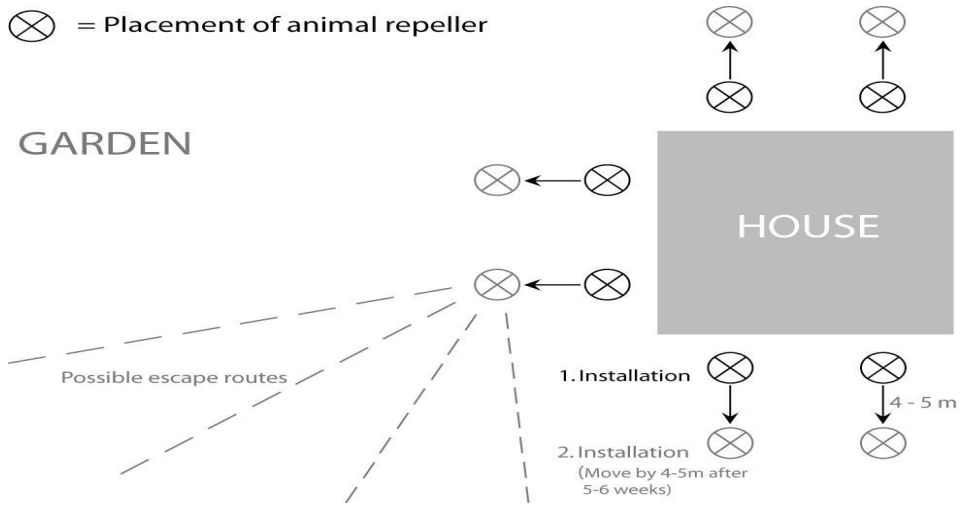 = Placement of animal repeller
GARDEN
HOUSE
Possible escape routes
1. Installation
4 - 5 m
2. Installation
(Move by 4-5m after
5-6 weeks)